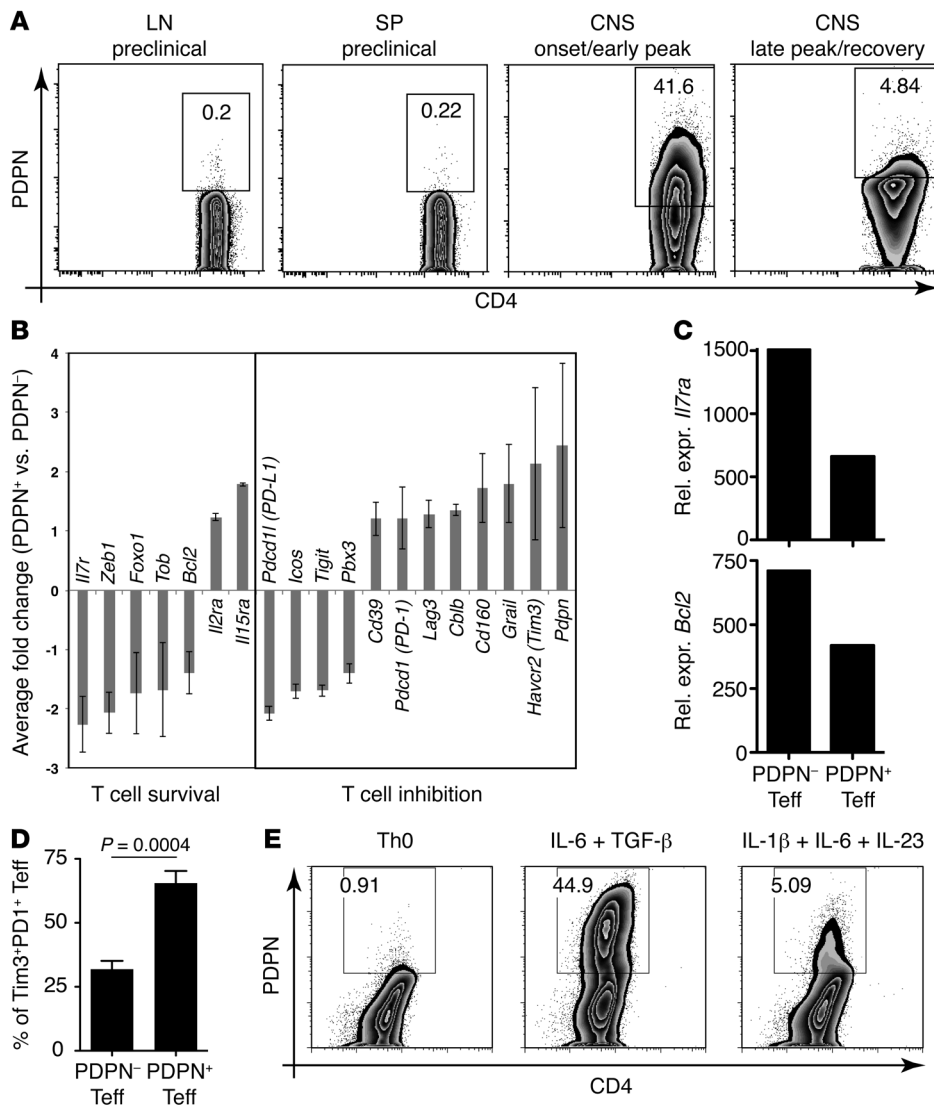 A
LN
preclinical
SP
preclinical
CNS
onset/early peak
CNS
late peak/recovery
0.2
0.22
41.6
4.84
PDPN
CD4
B
Average fold change (PDPN⁺ vs. PDPN⁻)
4
3
2
1
0
-1
-2
-3
Il7r
Zeb1
Foxo1
Tob
Bcl2
Il2ra
Il15ra
Pdcd1l (PD-L1)
Icos
Tigit
Pbx3
Cd39
Pdcd1 (PD-1)
Lag3
Cblb
Cd160
Grail
Havcr2 (Tim3)
Pdpn
T cell survival
T cell inhibition
C
Rel. expr. Il7ra
1500
1000
500
0
Rel. expr. Bcl2
750
500
250
0
PDPN⁻ PDPN⁺
Teff Teff
D
% of Tim3⁺PD1⁺ Teff
P = 0.0004
75
50
25
0
PDPN⁻ PDPN⁺
Teff Teff
E
Th0
IL-6 + TGF-β
IL-1β + IL-6 + IL-23
0.91
44.9
5.09
PDPN
CD4